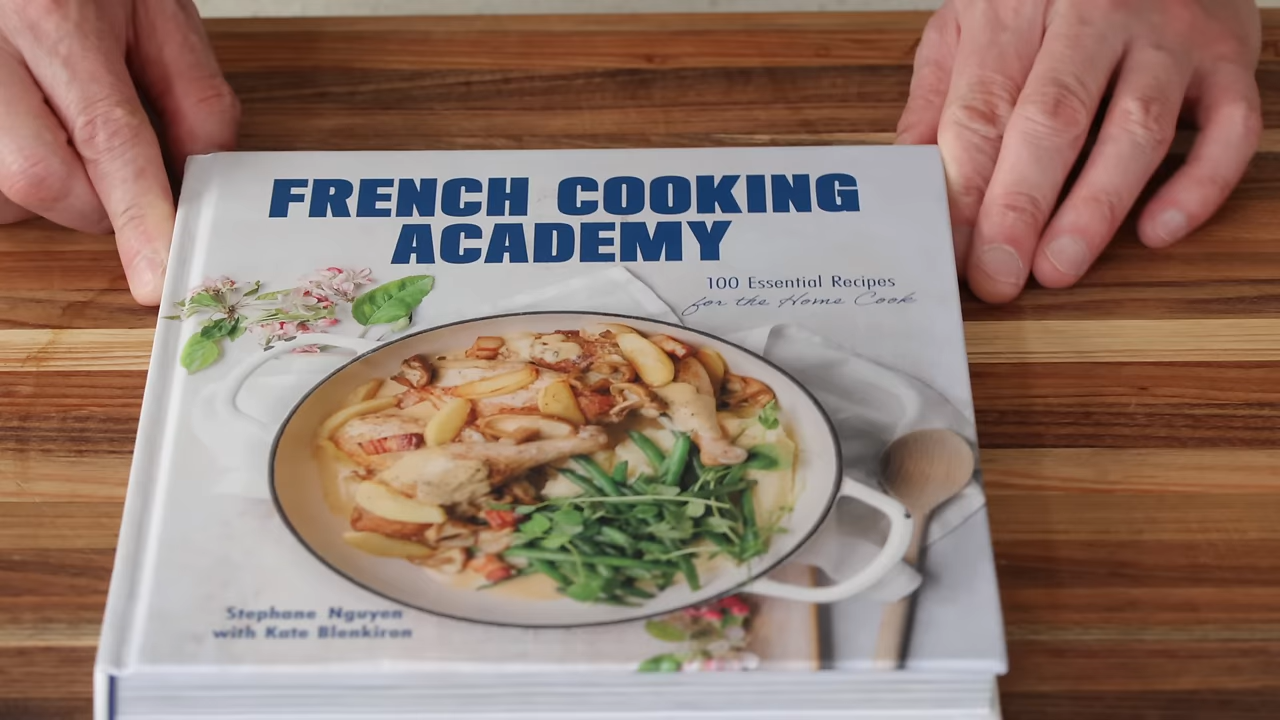 FRENCH COOKING
ACADEMY
100 Essential Recipes
for the Home Cook
Stephane Nguyen
with Kate Blenkiron